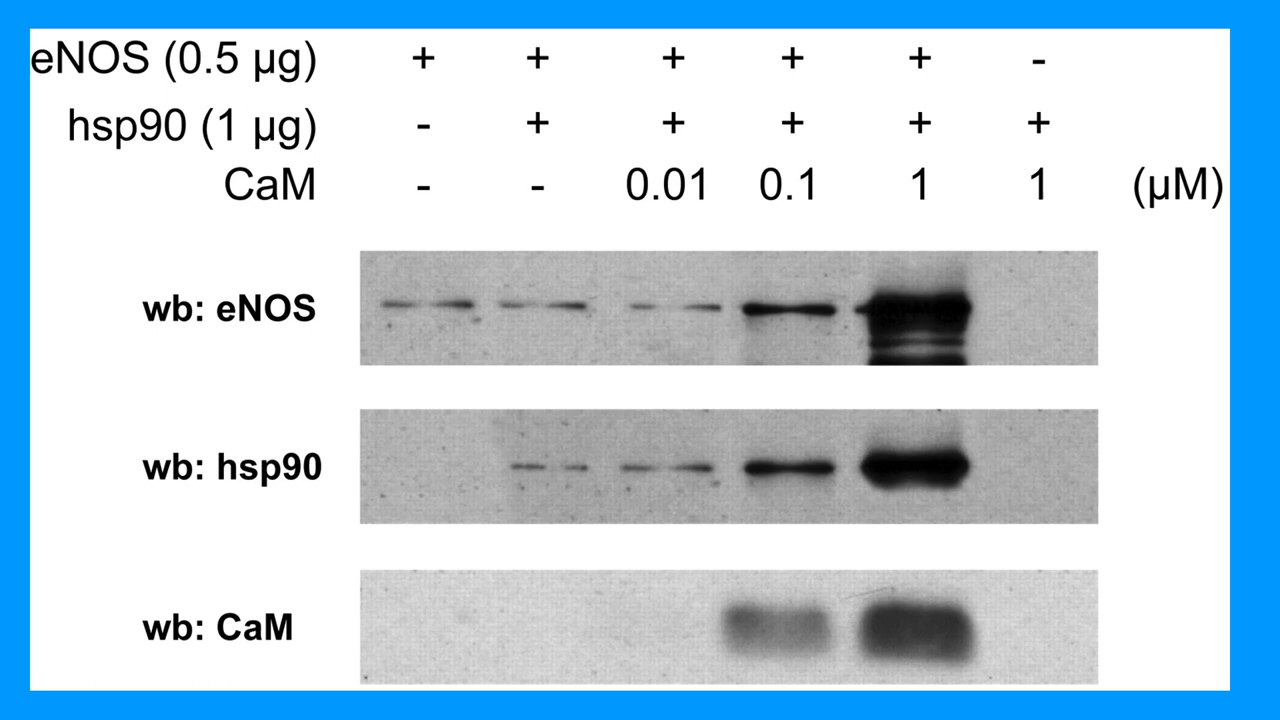 eNOS (0.5 µg) + + + + + -
hsp90 (1 µg) - + + + + +
CaM - - 0.01 0.1 1 1 (µM)
wb: eNOS
wb: hsp90
wb: CaM